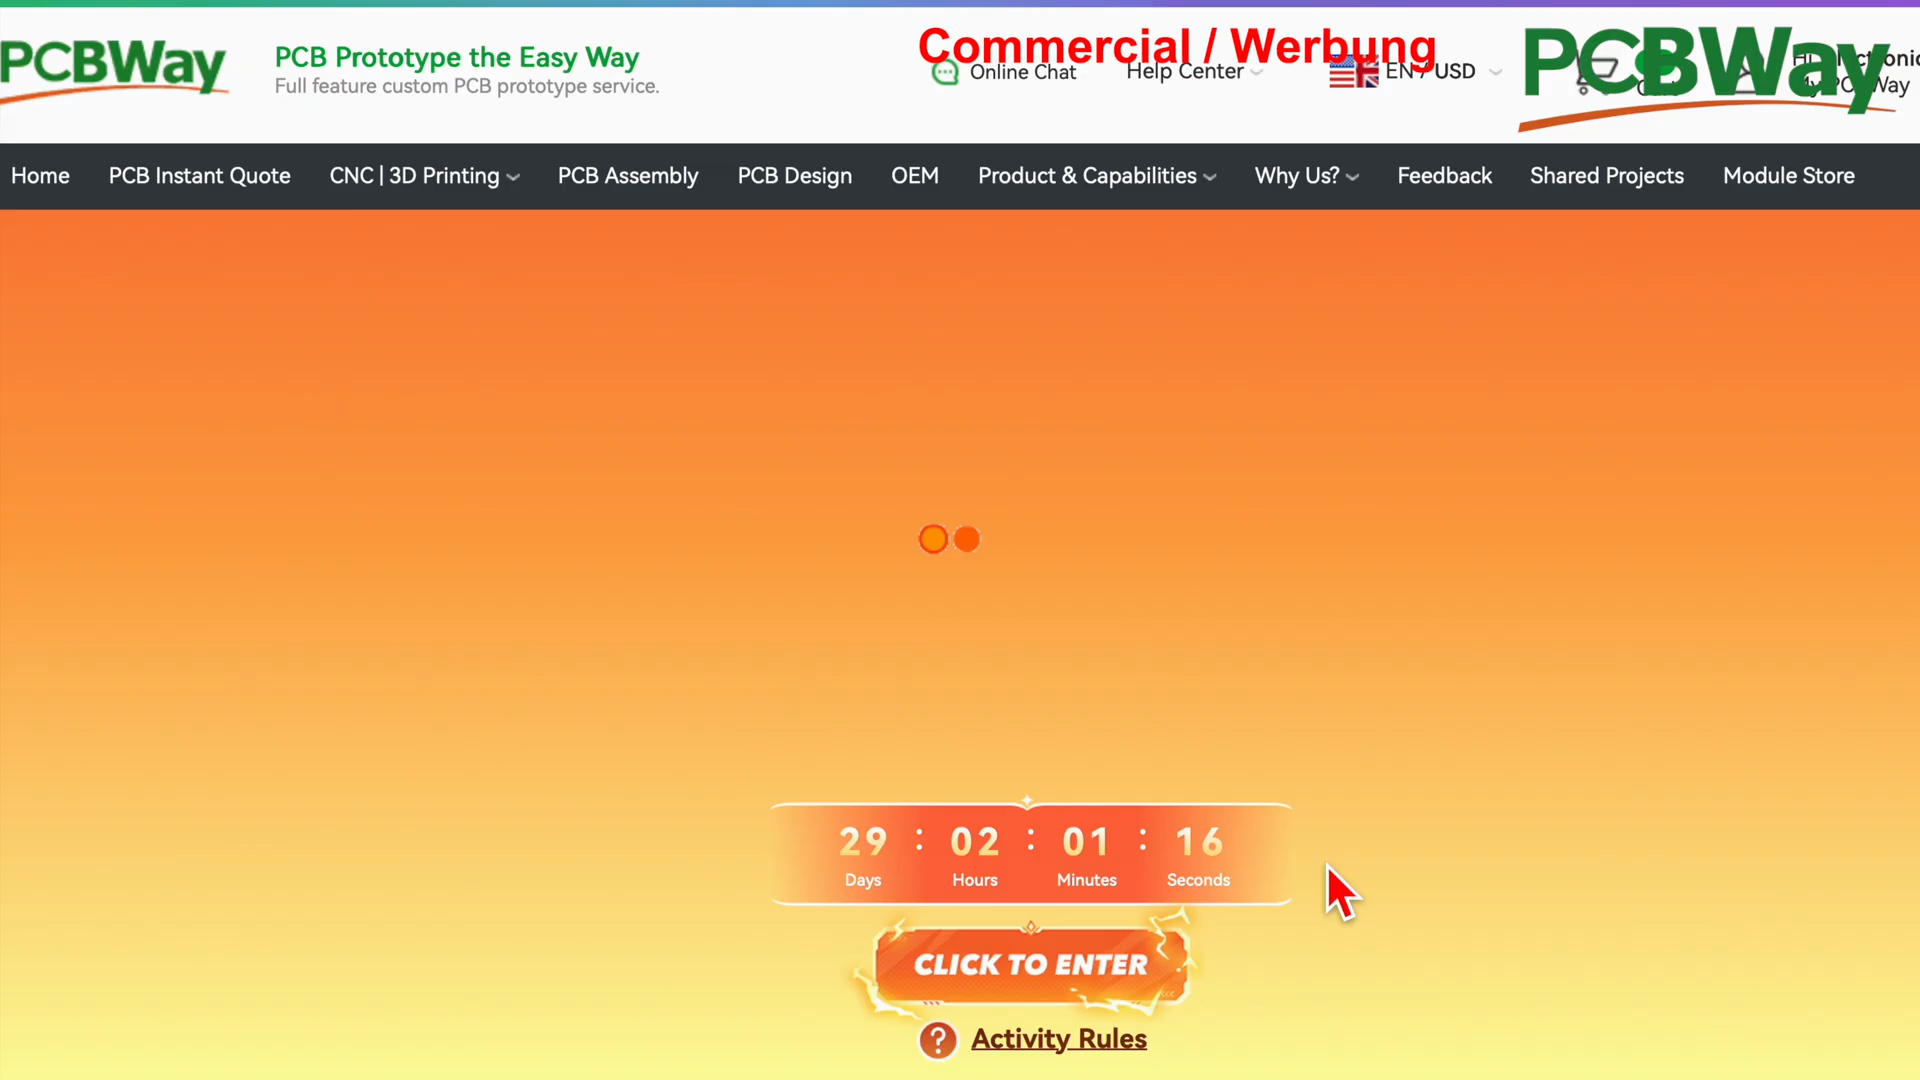 Commercial / Werbung
PCBWay
PCB Prototype the Easy Way
Full feature custom PCB prototype service.
Online Chat
Help Center
EN / USD
PCBWay
Home
PCB Instant Quote
CNC | 3D Printing
PCB Assembly
PCB Design
OEM
Product & Capabilities
Why Us?
Feedback
Shared Projects
Module Store
29 : 02 : 01 : 16
Days Hours Minutes Seconds
CLICK TO ENTER
? Activity Rules